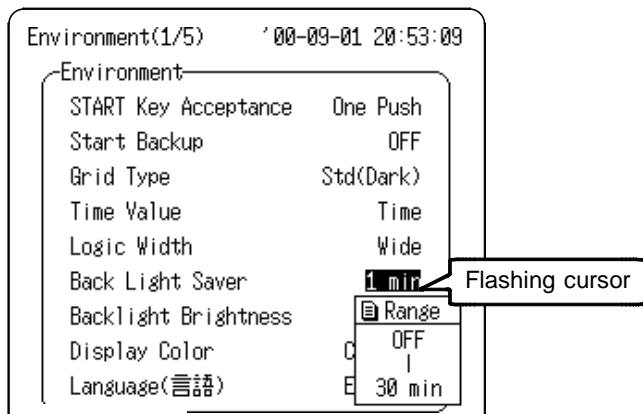 Environment(1/5) '00-09-01 20:53:09
Environment
START Key Acceptance One Push
Start Backup OFF
Grid Type Std(Dark)
Time Value Time
Logic Width Wide
Back Light Saver 1 min
Flashing cursor
Backlight Brightness
Range
Display Color C
OFF
Language(言語) E
30 min